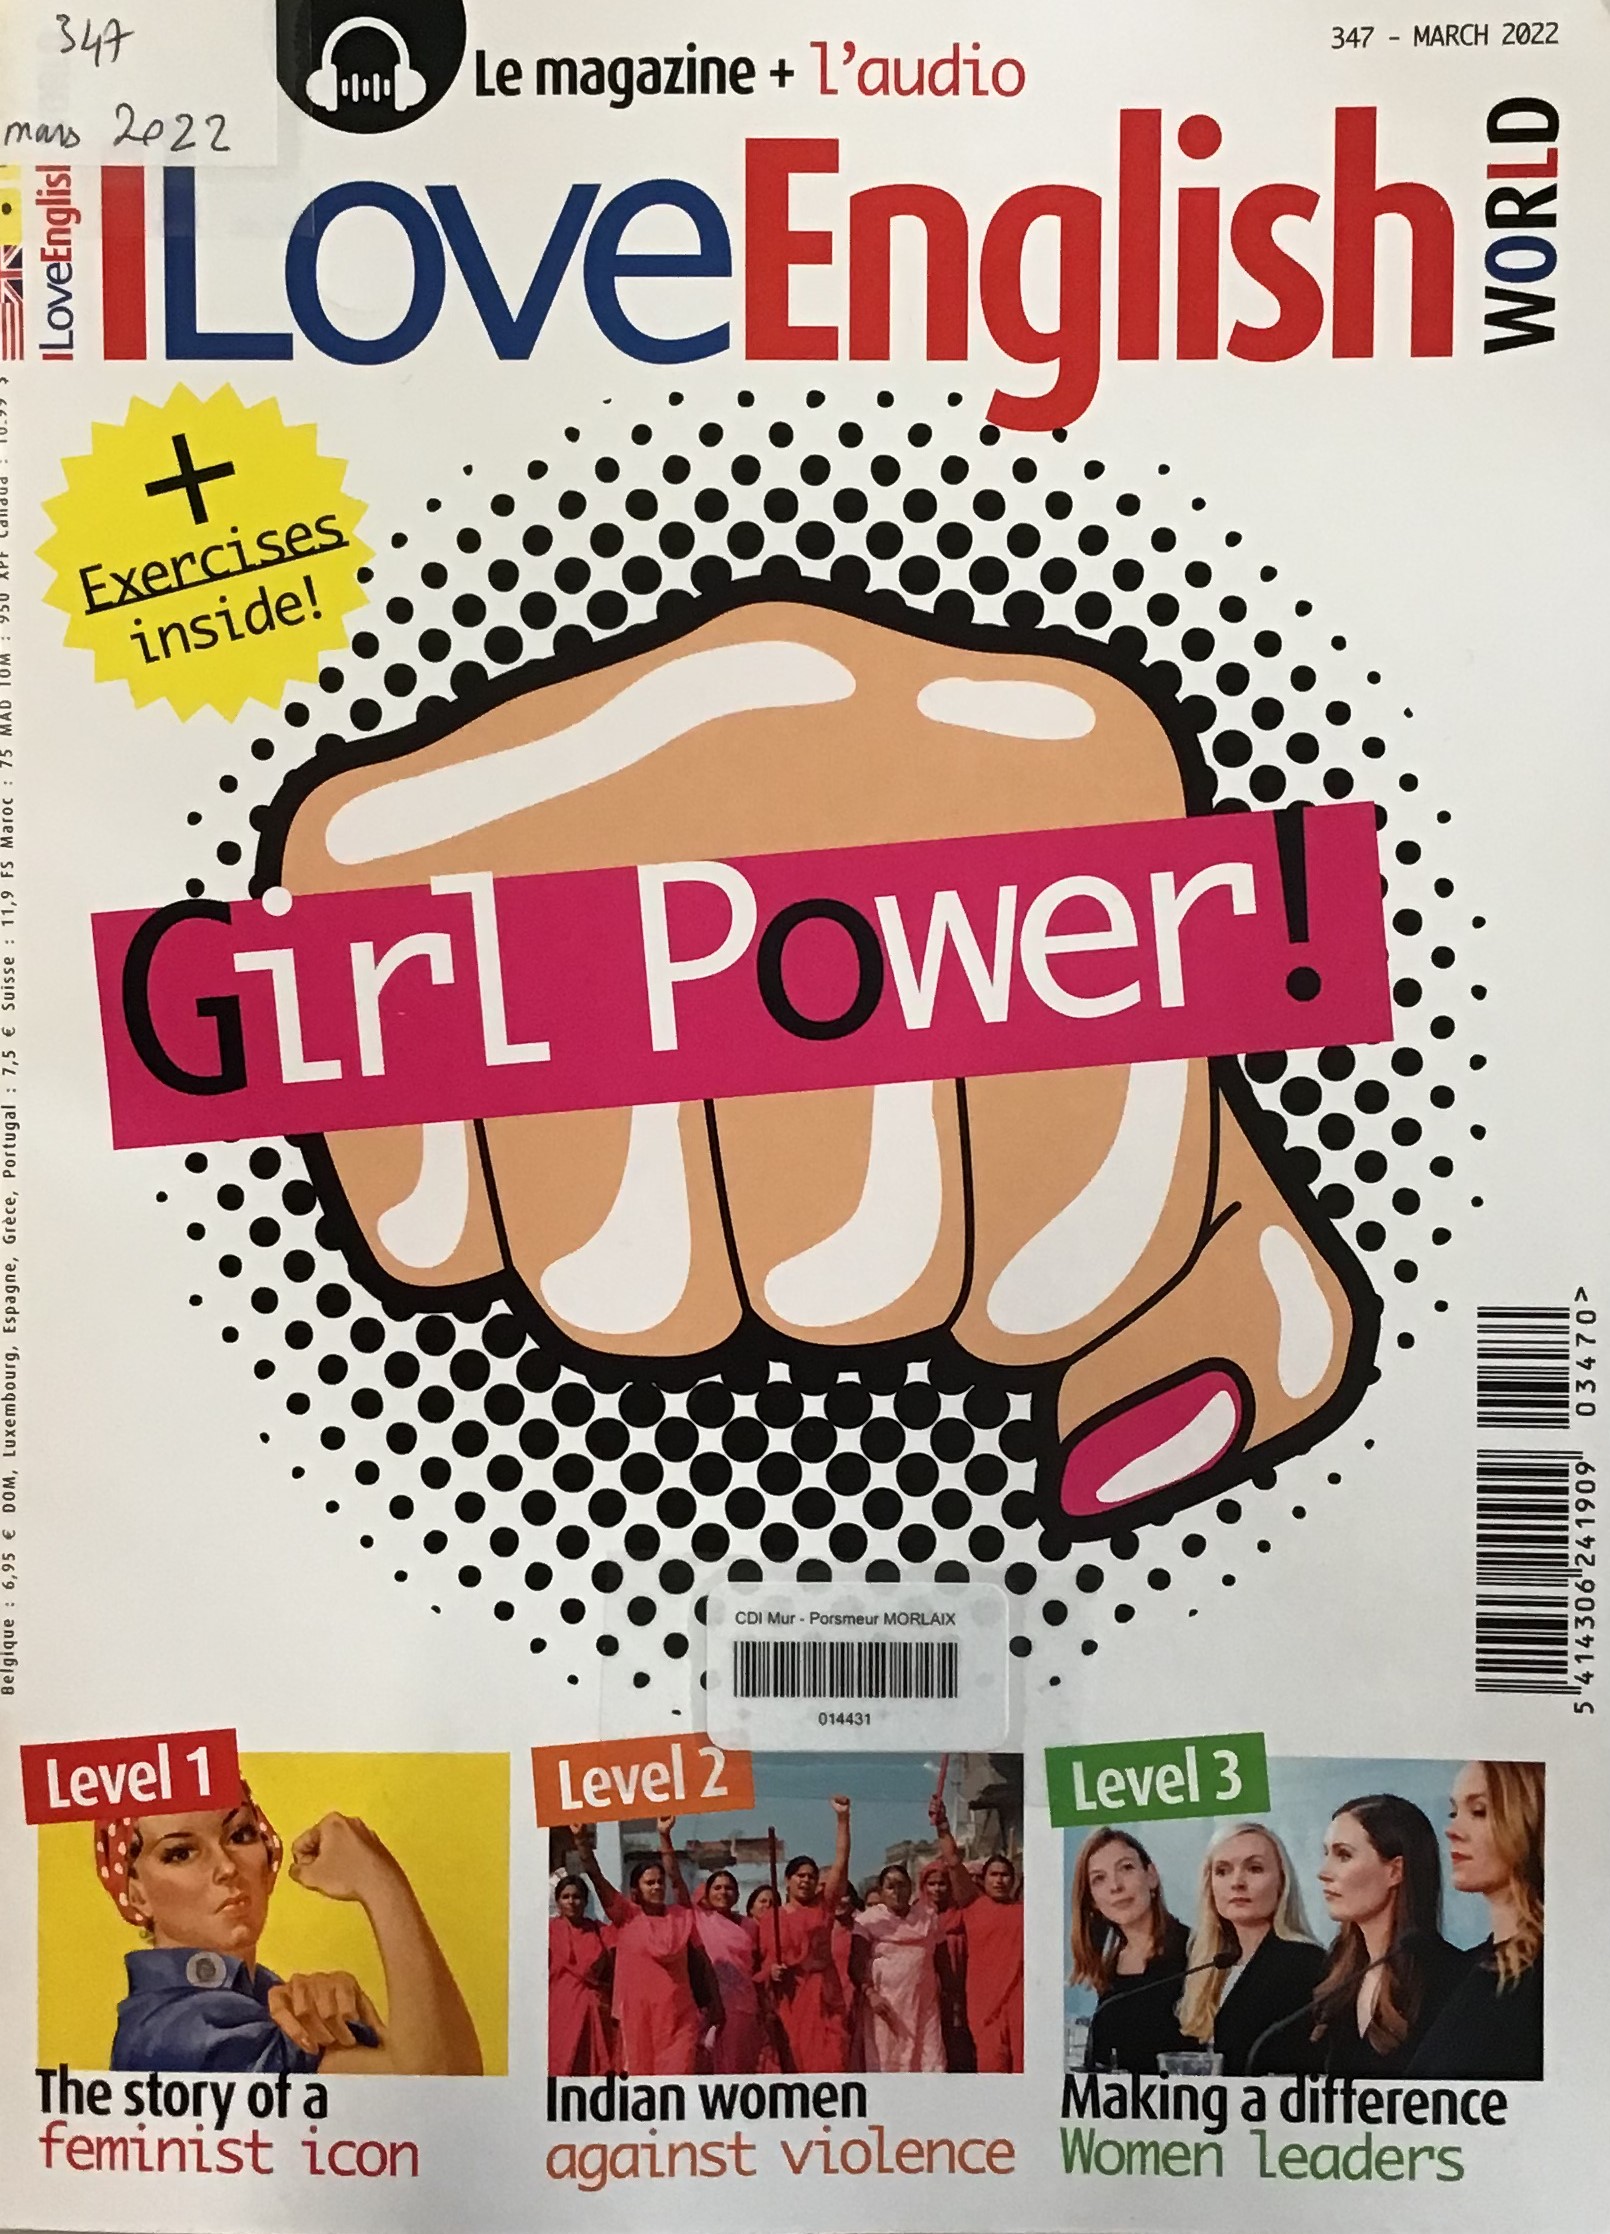 347
mars 2022
Le magazine + l'audio
347 - MARCH 2022
ILoveEnglish
WORLD
ILoveEnglish
+
Exercises
inside!
Girl Power!
Belgique : 6,95 € DOM, Luxembourg, Espagne, Grèce, Portugal : 7,5 € Suisse : 11,9 FS Maroc : 75 MAD TOM : 950 XPF Canada : 10.99 $
03470>
5 414306 241909
CDI Mur - Porsmeur MORLAIX
014431
Level 1
The story of a
feminist icon
Level 2
Indian women
against violence
Level 3
Making a difference
Women leaders